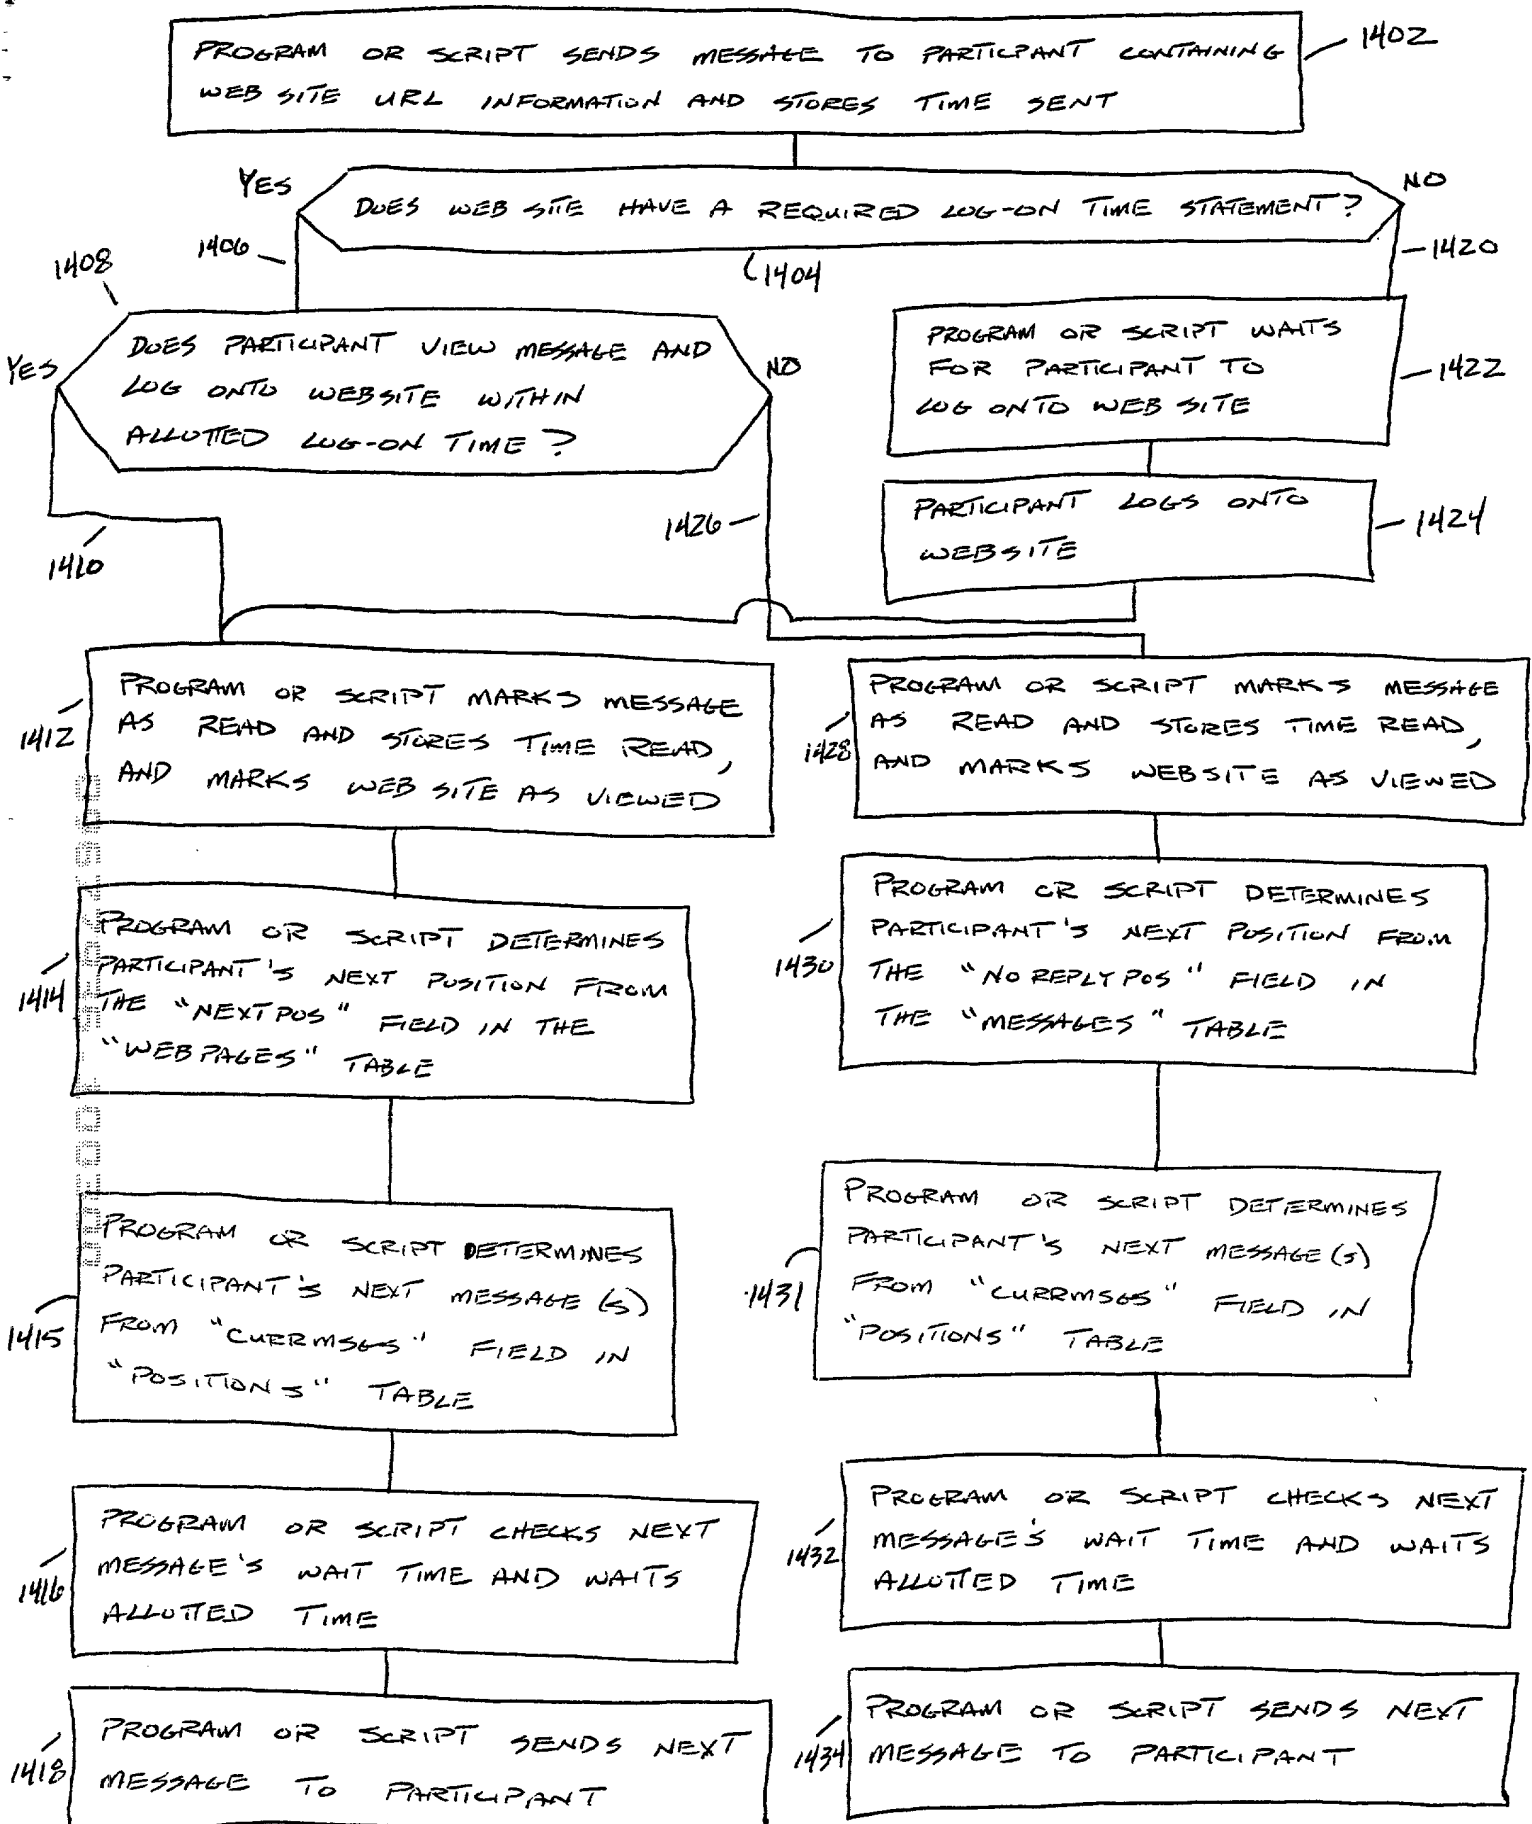 PROGRAM OR SCRIPT SENDS MESSAGE TO PARTICPANT CONTAINING
WEB SITE URL INFORMATION AND STORES TIME SENT
1402
YES
DOES WEB SITE HAVE A REQUIRED LOG-ON TIME STATEMENT?
NO
1404
1406
1420
1408
YES
DOES PARTICIPANT VIEW MESSAGE AND
LOG ONTO WEBSITE WITHIN
ALLOTTED LOG-ON TIME?
NO
PROGRAM OR SCRIPT WAITS
FOR PARTICIPANT TO
LOG ONTO WEB SITE
1422
PARTICIPANT LOGS ONTO
WEBSITE
1424
1426
1410
PROGRAM OR SCRIPT MARKS MESSAGE
AS READ AND STORES TIME READ,
AND MARKS WEB SITE AS VIEWED
1412
PROGRAM OR SCRIPT MARKS MESSAGE
AS READ AND STORES TIME READ,
AND MARKS WEBSITE AS VIEWED
1428
PROGRAM OR SCRIPT DETERMINES
PARTICIPANT'S NEXT POSITION FROM
THE "NEXTPOS" FIELD IN THE
"WEBPAGES" TABLE
1414
PROGRAM OR SCRIPT DETERMINES
PARTICIPANT'S NEXT POSITION FROM
THE "NOREPLYPOS" FIELD IN
THE "MESSAGES" TABLE
1430
PROGRAM OR SCRIPT DETERMINES
PARTICIPANT'S NEXT MESSAGE(S)
FROM "CURRMSGS" FIELD IN
"POSITIONS" TABLE
1415
PROGRAM OR SCRIPT DETERMINES
PARTICIPANT'S NEXT MESSAGE(S)
FROM "CURRMSGS" FIELD IN
"POSITIONS" TABLE
1431
PROGRAM OR SCRIPT CHECKS NEXT
MESSAGE'S WAIT TIME AND WAITS
ALLOTTED TIME
1416
PROGRAM OR SCRIPT CHECKS NEXT
MESSAGE'S WAIT TIME AND WAITS
ALLOTTED TIME
1432
PROGRAM OR SCRIPT SENDS NEXT
MESSAGE TO PARTICIPANT
1418
PROGRAM OR SCRIPT SENDS NEXT
MESSAGE TO PARTICIPANT
1434